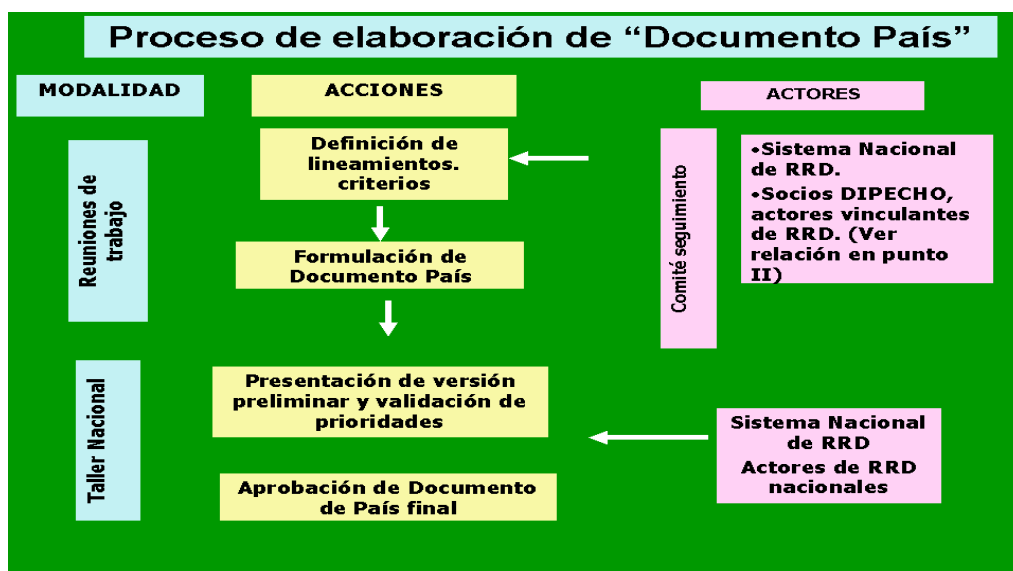 Proceso de elaboración de “Documento País”
MODALIDAD
ACCIONES
ACTORES
Reuniones de
trabajo
Definición de
lineamientos.
criterios
Formulación de
Documento País
Comité seguimiento
•Sistema Nacional
de RRD.
•Socios DIPECHO,
actores vinculantes
de RRD. (Ver
relación en punto
II)
Taller Nacional
Presentación de versión
preliminar y validación de
prioridades
Aprobación de Documento
de País final
Sistema Nacional
de RRD
Actores de RRD
nacionales